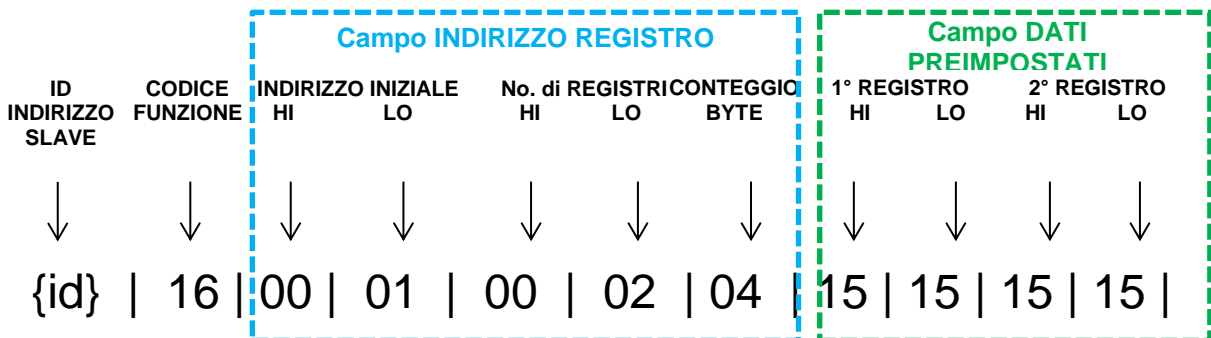 Campo INDIRIZZO REGISTRO
Campo DATI
PREIMPOSTATI
ID
INDIRIZZO
SLAVE
CODICE
FUNZIONE
INDIRIZZO INIZIALE
HI LO
No. di REGISTRI
HI LO
CONTEGGIO
BYTE
1° REGISTRO
HI LO
2° REGISTRO
HI LO
{id} | 16 | 00 | 01 | 00 | 02 | 04 | 15 | 15 | 15 | 15 |